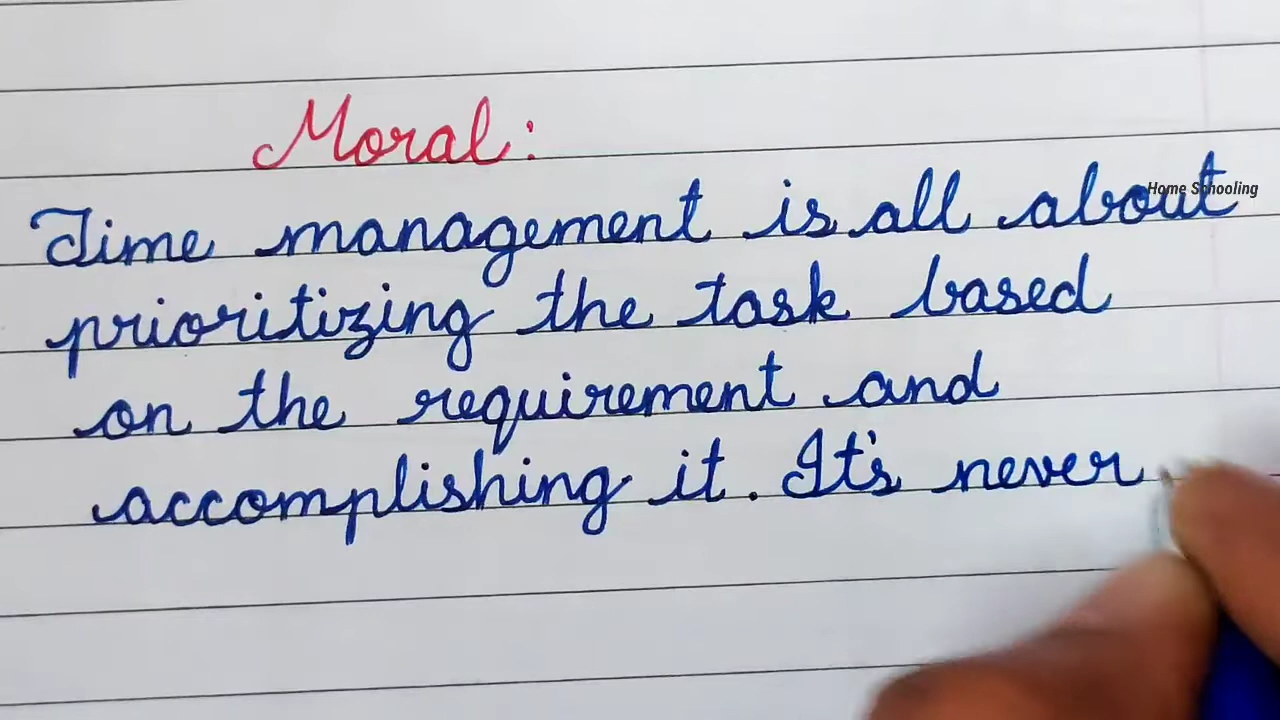 Moral:
Home Schooling
Time management is all about
prioritizing the task based
on the requirement and
accomplishing it. It's never